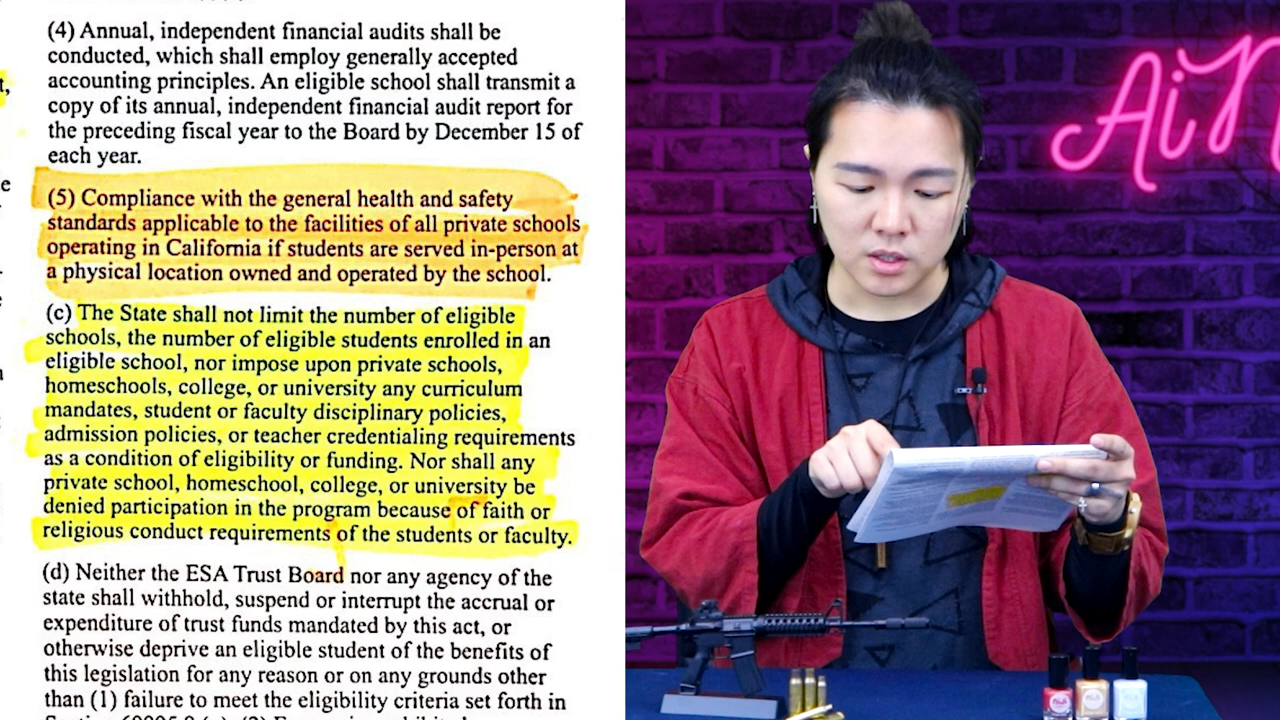 t,
e
(4) Annual, independent financial audits shall be
conducted, which shall employ generally accepted
accounting principles. An eligible school shall transmit a
copy of its annual, independent financial audit report for
the preceding fiscal year to the Board by December 15 of
each year.
(5) Compliance with the general health and safety
standards applicable to the facilities of all private schools
operating in California if students are served in-person at
a physical location owned and operated by the school.
(c) The State shall not limit the number of eligible
schools, the number of eligible students enrolled in an
eligible school, nor impose upon private schools,
homeschools, college, or university any curriculum
mandates, student or faculty disciplinary policies,
admission policies, or teacher credentialing requirements
as a condition of eligibility or funding. Nor shall any
private school, homeschool, college, or university be
denied participation in the program because of faith or
religious conduct requirements of the students or faculty.
(d) Neither the ESA Trust Board nor any agency of the
state shall withhold, suspend or interrupt the accrual or
expenditure of trust funds mandated by this act, or
otherwise deprive an eligible student of the benefits of
this legislation for any reason or on any grounds other
than (1) failure to meet the eligibility criteria set forth in
Ai